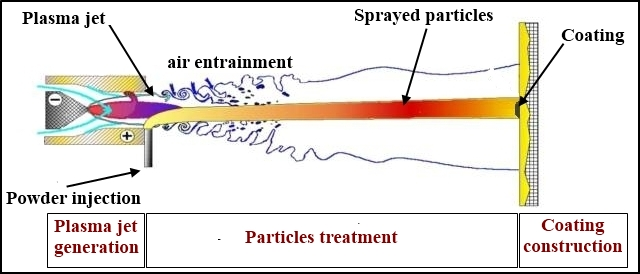 Plasma jet
Sprayed particles
Coating
air entrainment
−
+
Powder injection
Plasma jet
generation
Particles treatment
Coating
construction